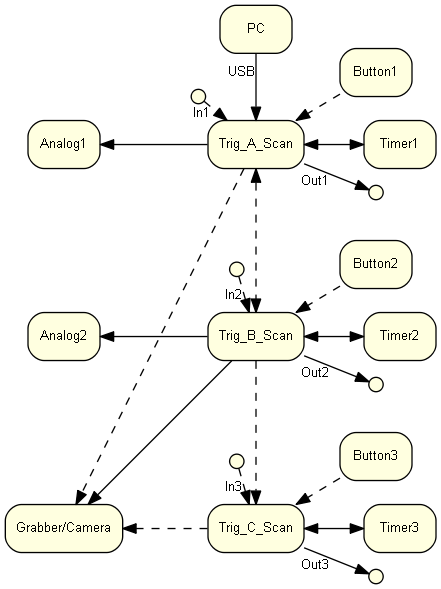 PC
USB
Button1
In1
Analog1
Trig_A_Scan
Timer1
Out1
Button2
In2
Analog2
Trig_B_Scan
Timer2
Out2
Button3
In3
Grabber/Camera
Trig_C_Scan
Timer3
Out3